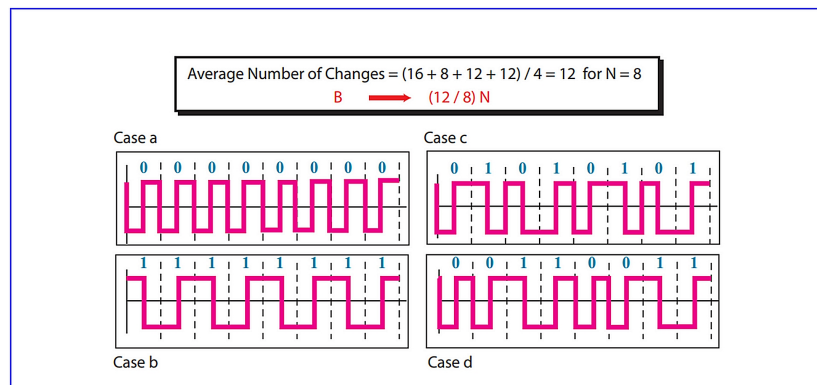 Average Number of Changes = (16 + 8 + 12 + 12) / 4 = 12 for N = 8
B (12 / 8) N
Case a
Case c
0 0 0 0 0 0 0 0
0 1 0 1 0 1 0 1
1 1 1 1 1 1 1 1
0 0 1 1 0 0 1 1
Case b
Case d